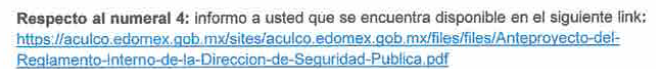 Respecto al numeral 4: informo a usted que se encuentra disponible en el siguiente link:
https://aculco.edomex.gob.mx/sites/aculco.edomex.gob.mx/files/files/Anteproyecto-del-
Reglamento-Interno-de-la-Direccion-de-Seguridad-Publica.pdf